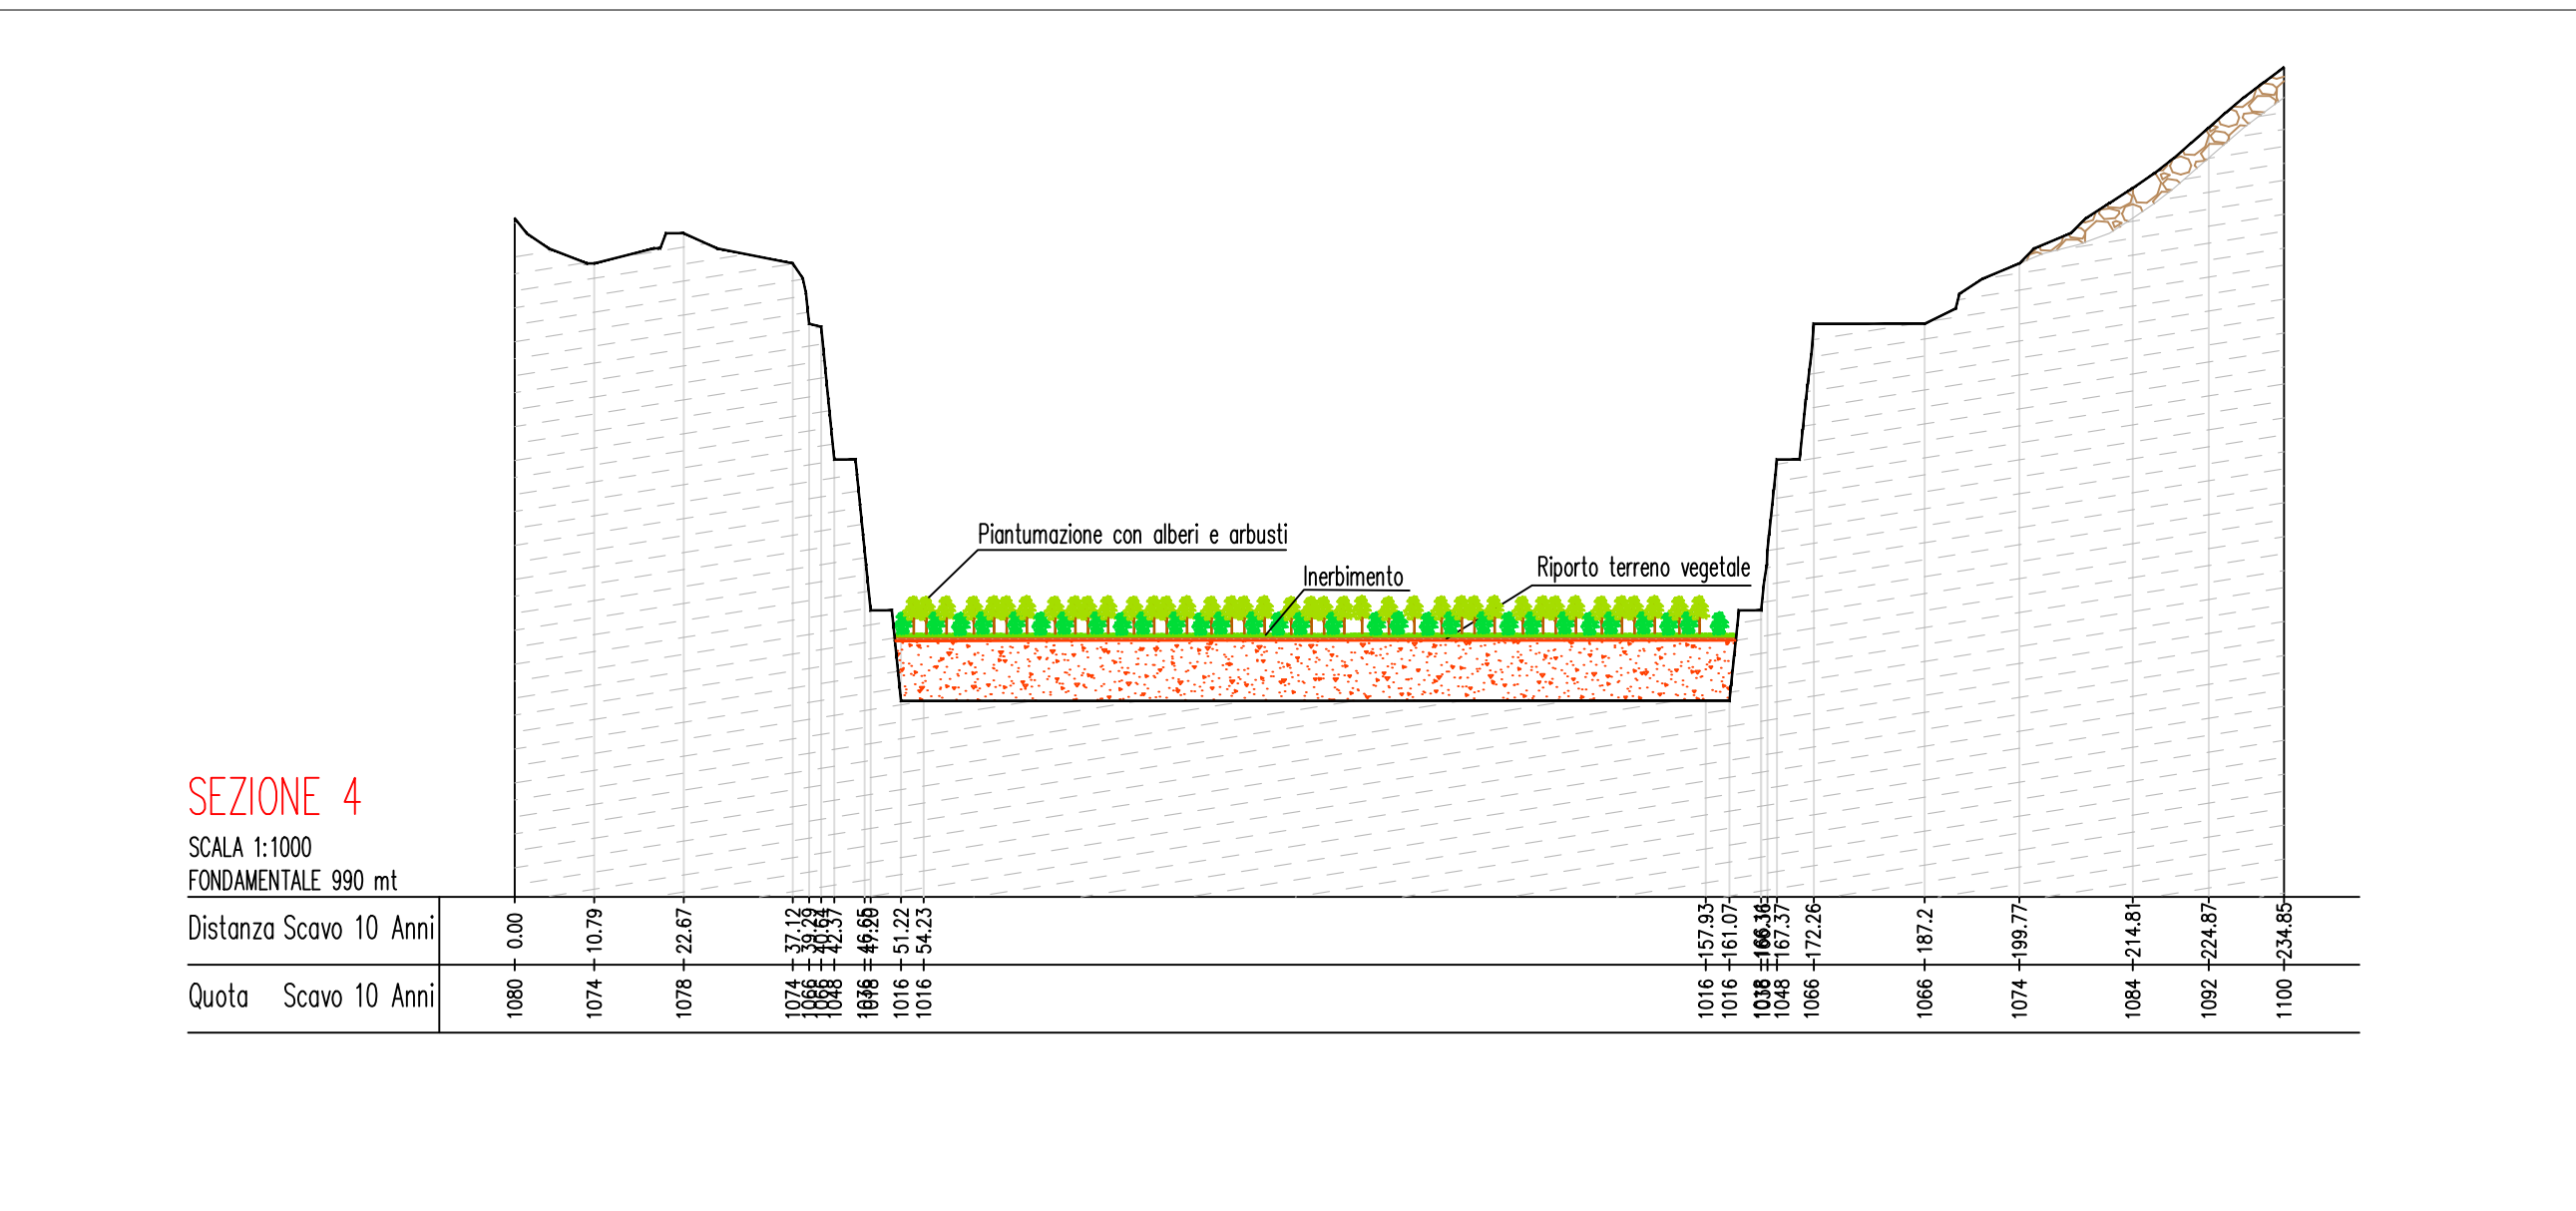 Piantumazione con alberi e arbusti
Inerbimento
Riporto terreno vegetale
SEZIONE 4
SCALA 1:1000
FONDAMENTALE 990 mt
Distanza Scavo 10 Anni 0.00 10.79 22.67 37.12 39.29 42.37 51.22 54.23 157.93 161.07 167.37 172.26 187.2 199.77 214.81 224.87 234.85
Quota Scavo 10 Anni 1080 1074 1078 1074 1066 1048 1016 1016 1016 1016 1048 1066 1066 1074 1084 1092 1100